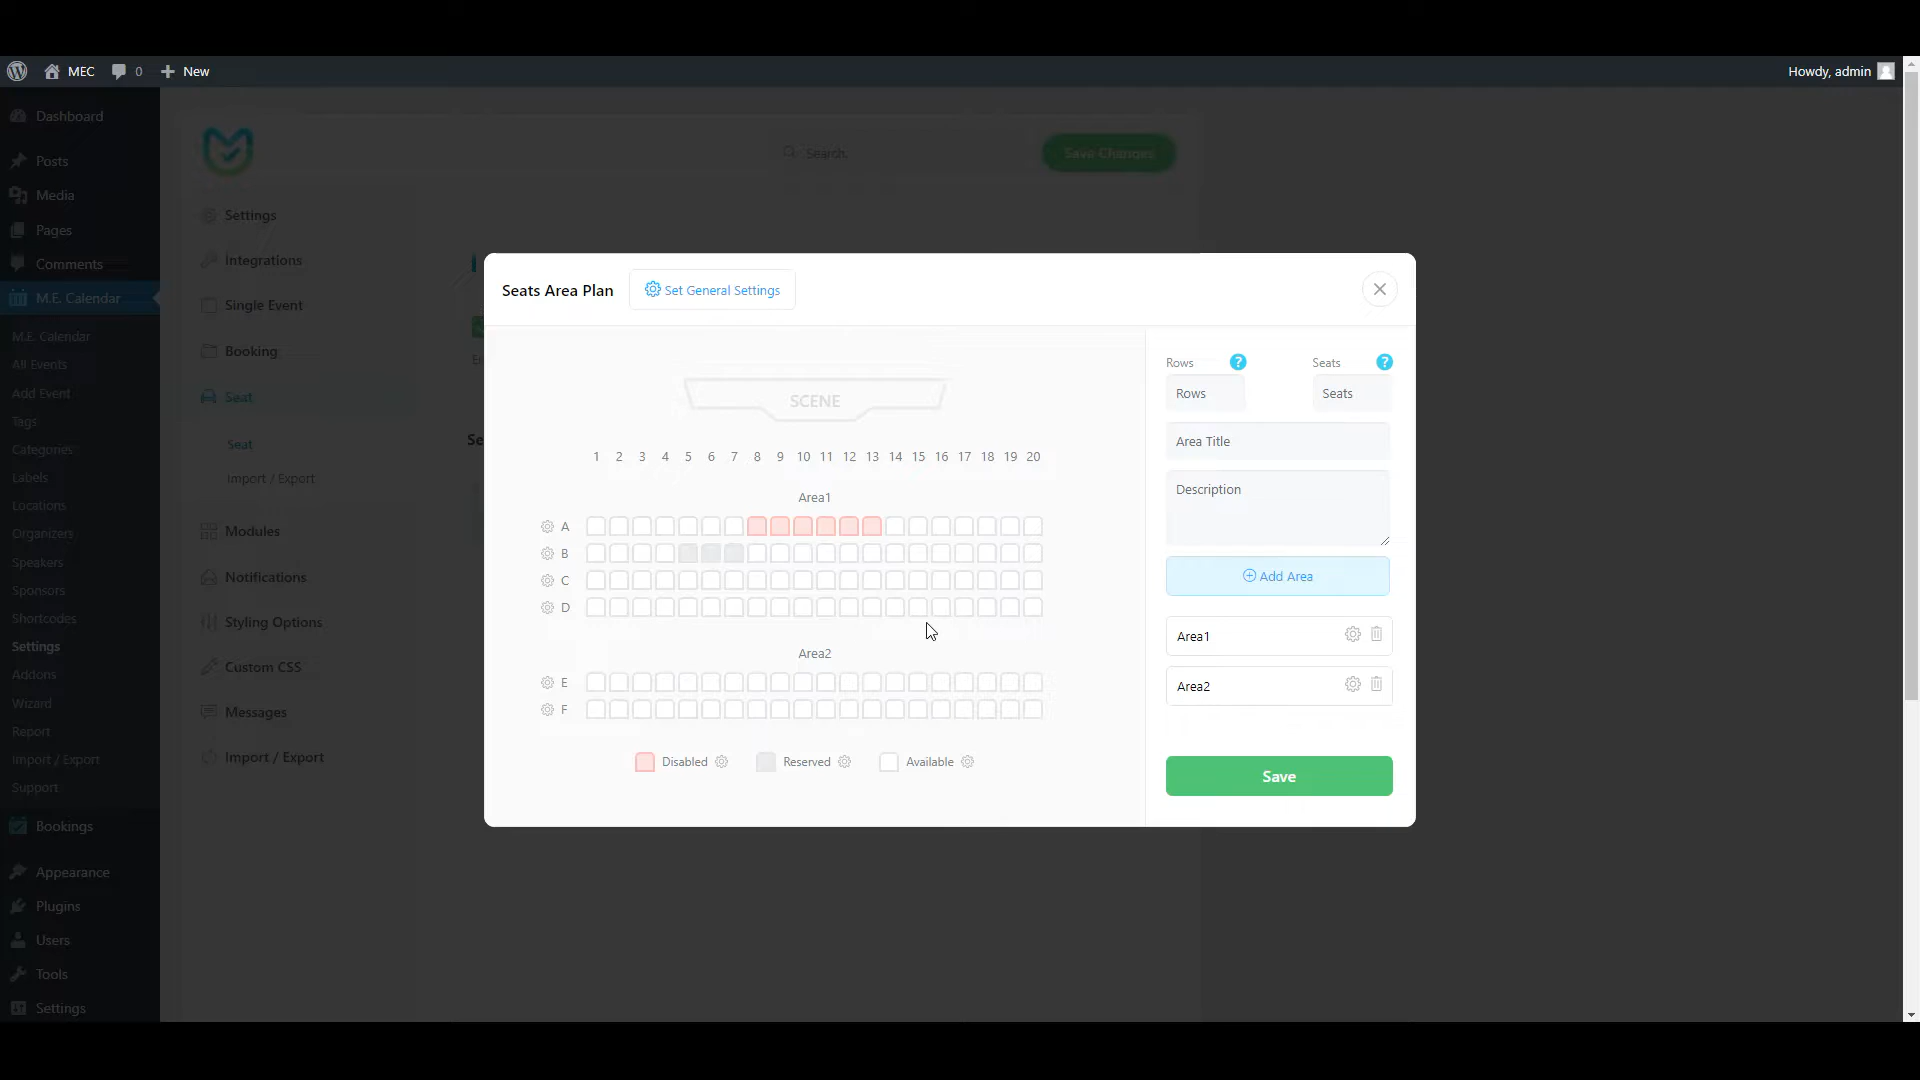 MEC 0 New Howdy, admin
Dashboard
Posts
Media
Pages
Comments
M.E. Calendar
M.E. Calendar
All Events
Add Event
Tags
Categories
Labels
Locations
Organizers
Speakers
Sponsors
Shortcodes
Settings
Addons
Wizard
Report
Import / Export
Support
Bookings
Appearance
Plugins
Users
Tools
Settings
Search.
Save Changes
Settings
Integrations
Single Event
Booking
Seat
Seat
Import / Export
Modules
Notifications
Styling Options
Custom CSS
Messages
Import / Export
Se
Seats Area Plan
Set General Settings
SCENE
1 2 3 4 5 6 7 8 9 10 11 12 13 14 15 16 17 18 19 20
Area1
A
B
C
D
Area2
E
F
Disabled Reserved Available
Rows ? Seats ?
Rows Seats
Area Title
Description
Add Area
Area1
Area2
Save